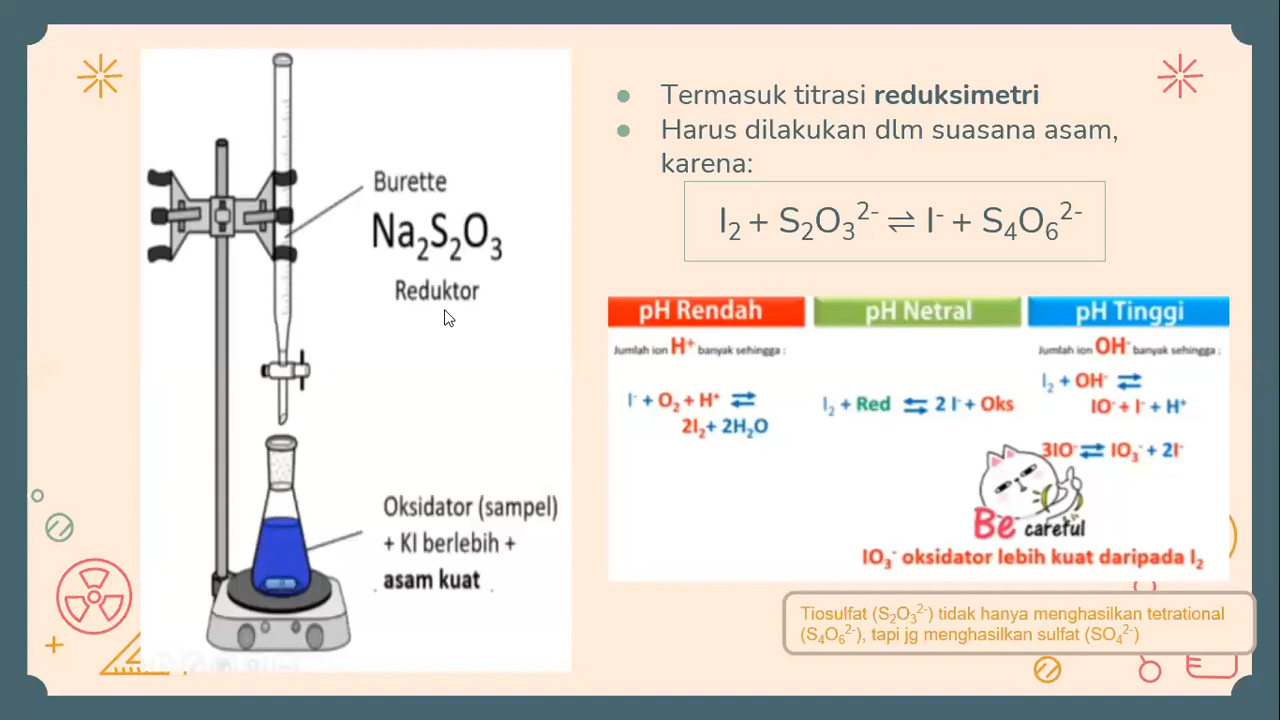 Burette
Na₂S₂O₃
Reduktor
Oksidator (sampel)
+ KI berlebih +
asam kuat
● Termasuk titrasi reduksimetri
● Harus dilakukan dlm suasana asam,
karena:
I₂ + S₂O₃²⁻ ⇌ I⁻ + S₄O₆²⁻
pH Rendah
Jumlah ion H⁺ banyak sehingga :
I⁻ + O₂ + H⁺ ⇄
2I₂ + 2H₂O
pH Netral
I₂ + Red ⇆ 2 I⁻ + Oks
pH Tinggi
Jumlah ion OH⁻ banyak sehingga :
I₂ + OH⁻ ⇄
IO⁻ + I⁻ + H⁺
3IO⁻ ⇄ IO₃⁻ + 2I⁻
Be careful
IO₃⁻ oksidator lebih kuat daripada I₂
Tiosulfat (S₂O₃²⁻) tidak hanya menghasilkan tetrational
(S₄O₆²⁻), tapi jg menghasilkan sulfat (SO₄²⁻)